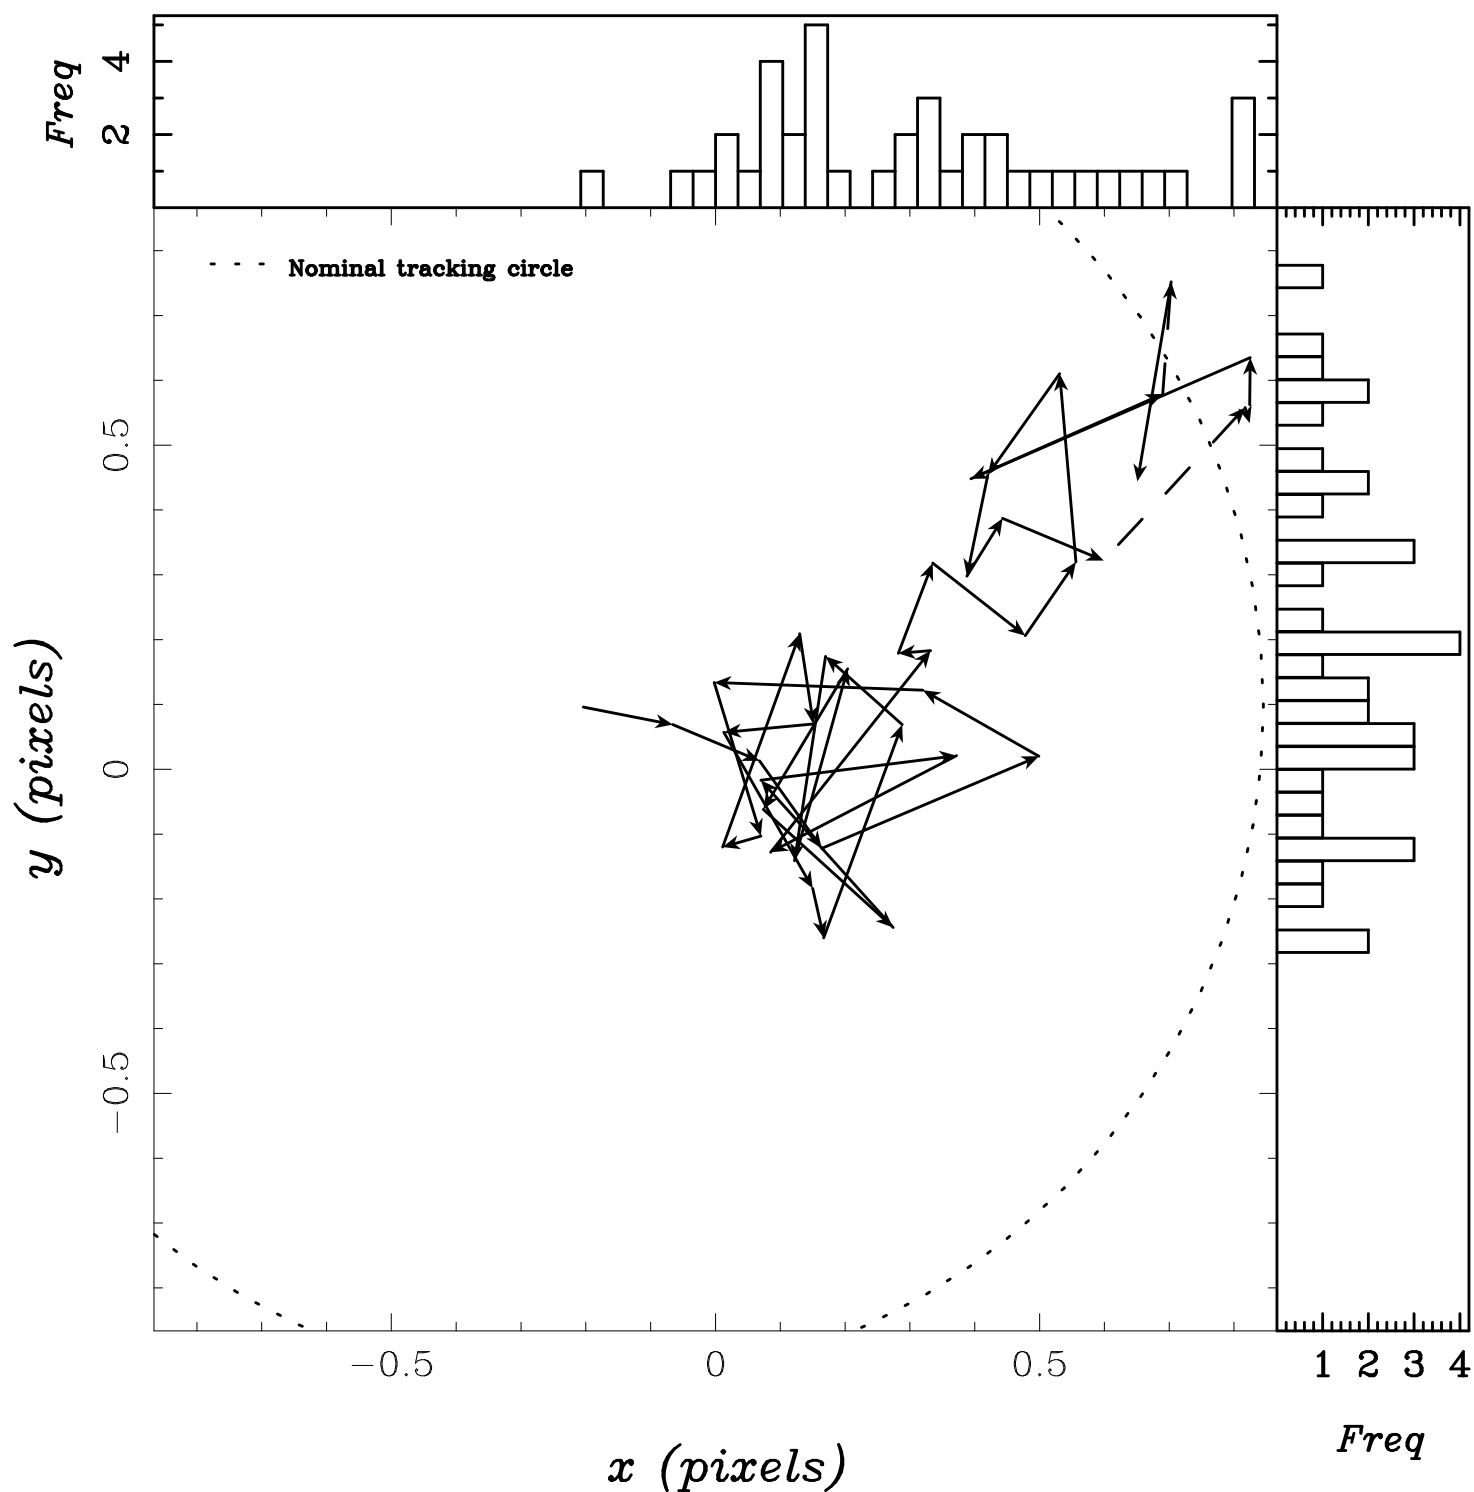 Freq
4
2
Nominal tracking circle
0.5
0
−0.5
y (pixels)
−0.5 0 0.5
1 2 3 4
Freq
x (pixels)